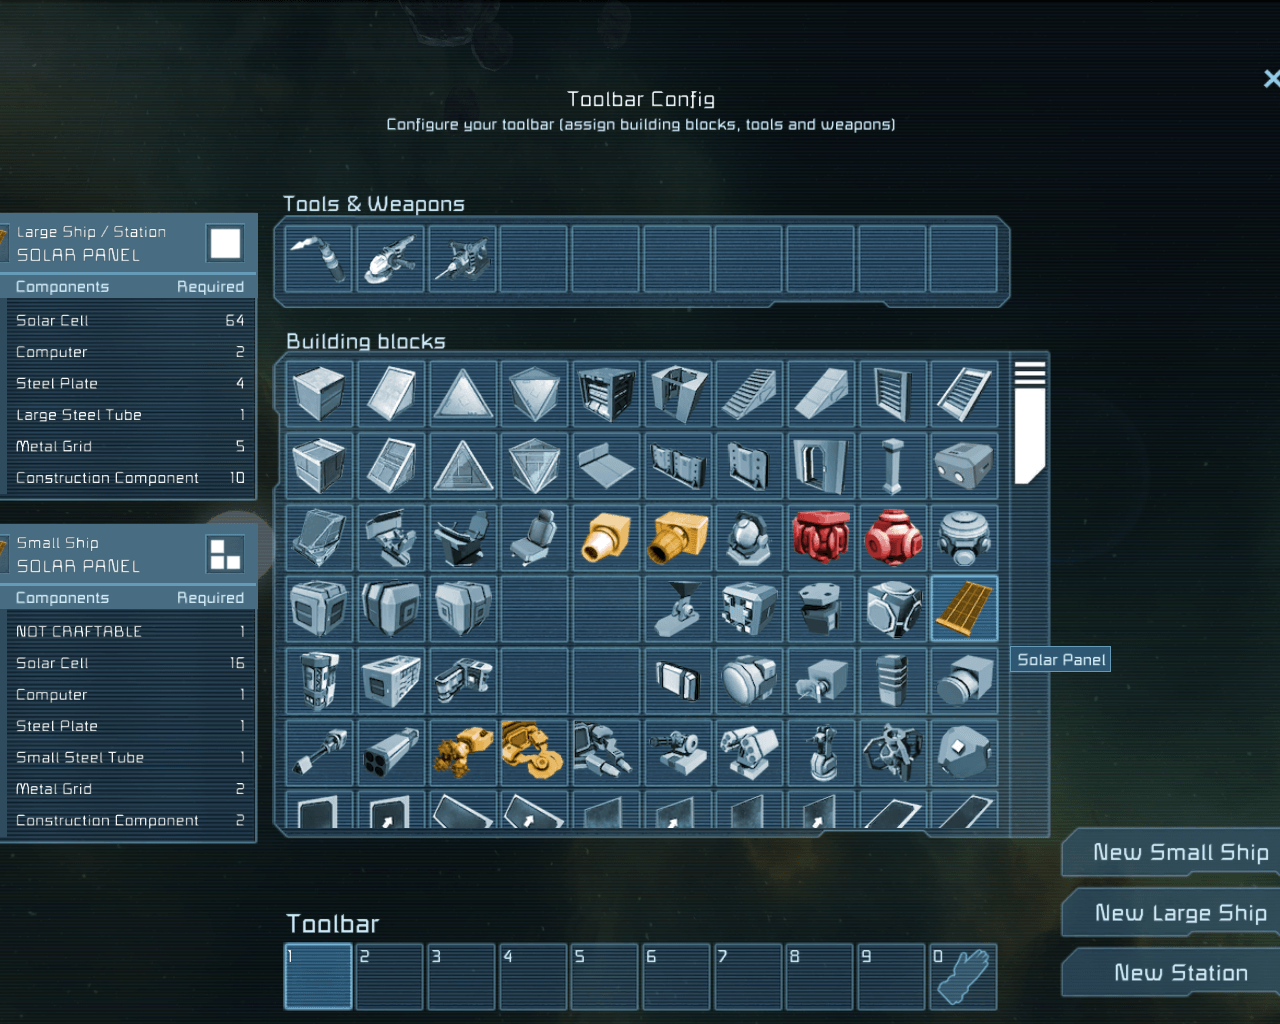 Toolbar Config
Configure your toolbar (assign building blocks, tools and weapons)
Tools & Weapons
Large Ship / Station
SOLAR PANEL
Components Required
Solar Cell 64
Computer 2
Steel Plate 4
Large Steel Tube 1
Metal Grid 5
Construction Component 10
Small Ship
SOLAR PANEL
Components Required
NOT CRAFTABLE 1
Solar Cell 16
Computer 1
Steel Plate 1
Small Steel Tube 1
Metal Grid 2
Construction Component 2
Building blocks
Solar Panel
New Small Ship
New Large Ship
New Station
Toolbar
1 2 3 4 5 6 7 8 9 0